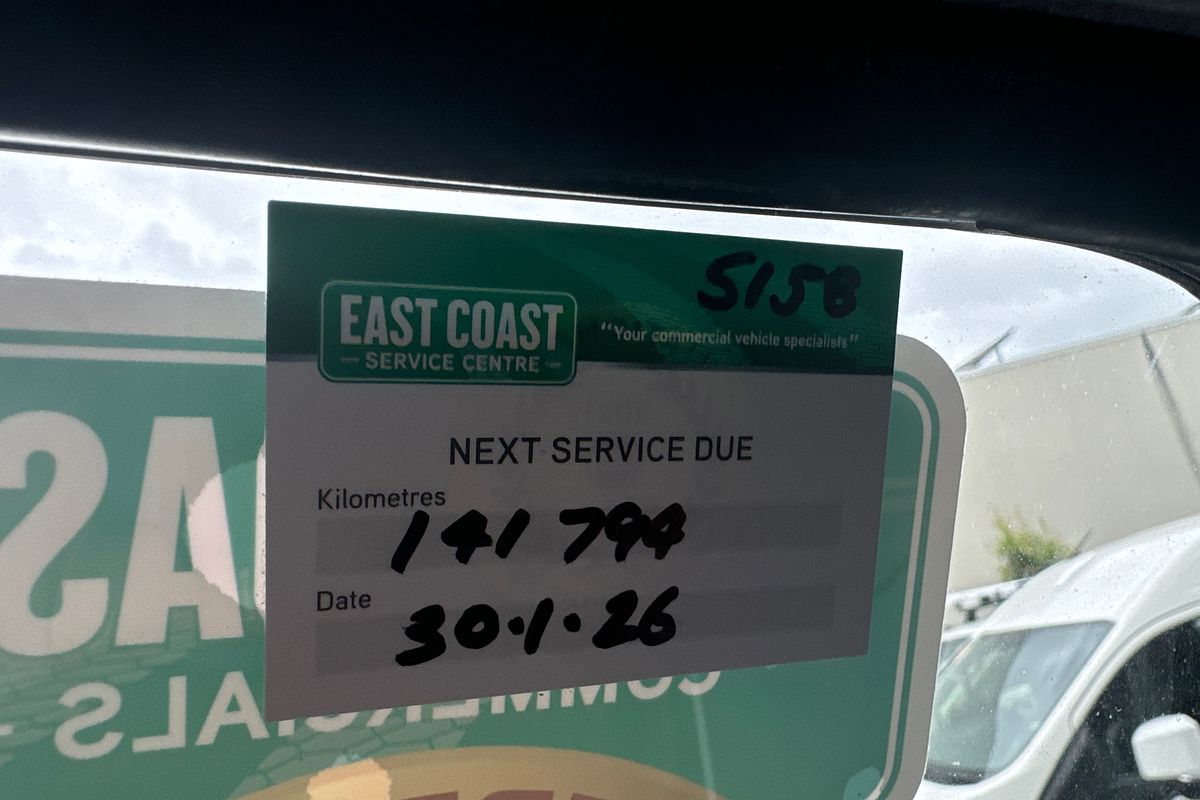 5158
EAST COAST
SERVICE CENTRE
"Your commercial vehicle specialists"
NEXT SERVICE DUE
Kilometres
141 794
Date
30.1.26
AS
COMMERCIALS